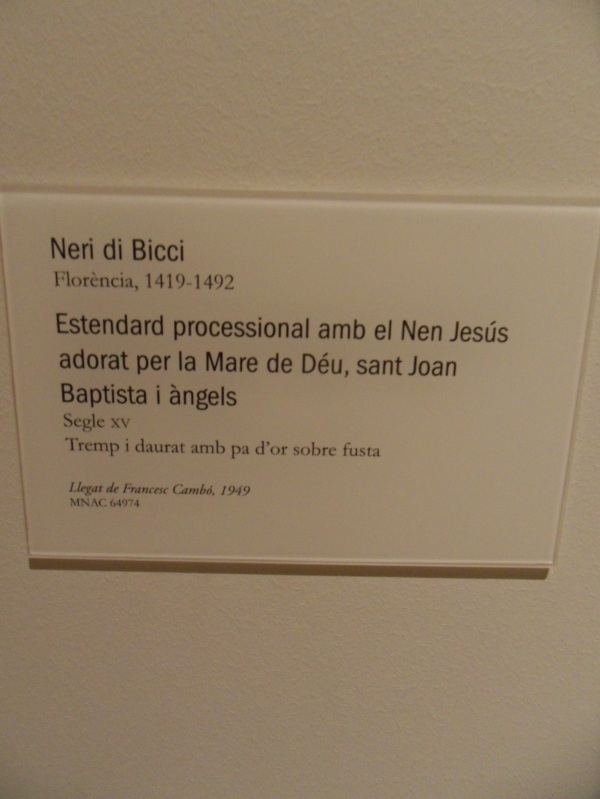 Neri di Bicci
Florència, 1419-1492
Estendard processional amb el Nen Jesús
adorat per la Mare de Déu, sant Joan
Baptista i àngels
Segle XV
Tremp i daurat amb pa d'or sobre fusta
Llegat de Francesc Cambó, 1949
MNAC 64974